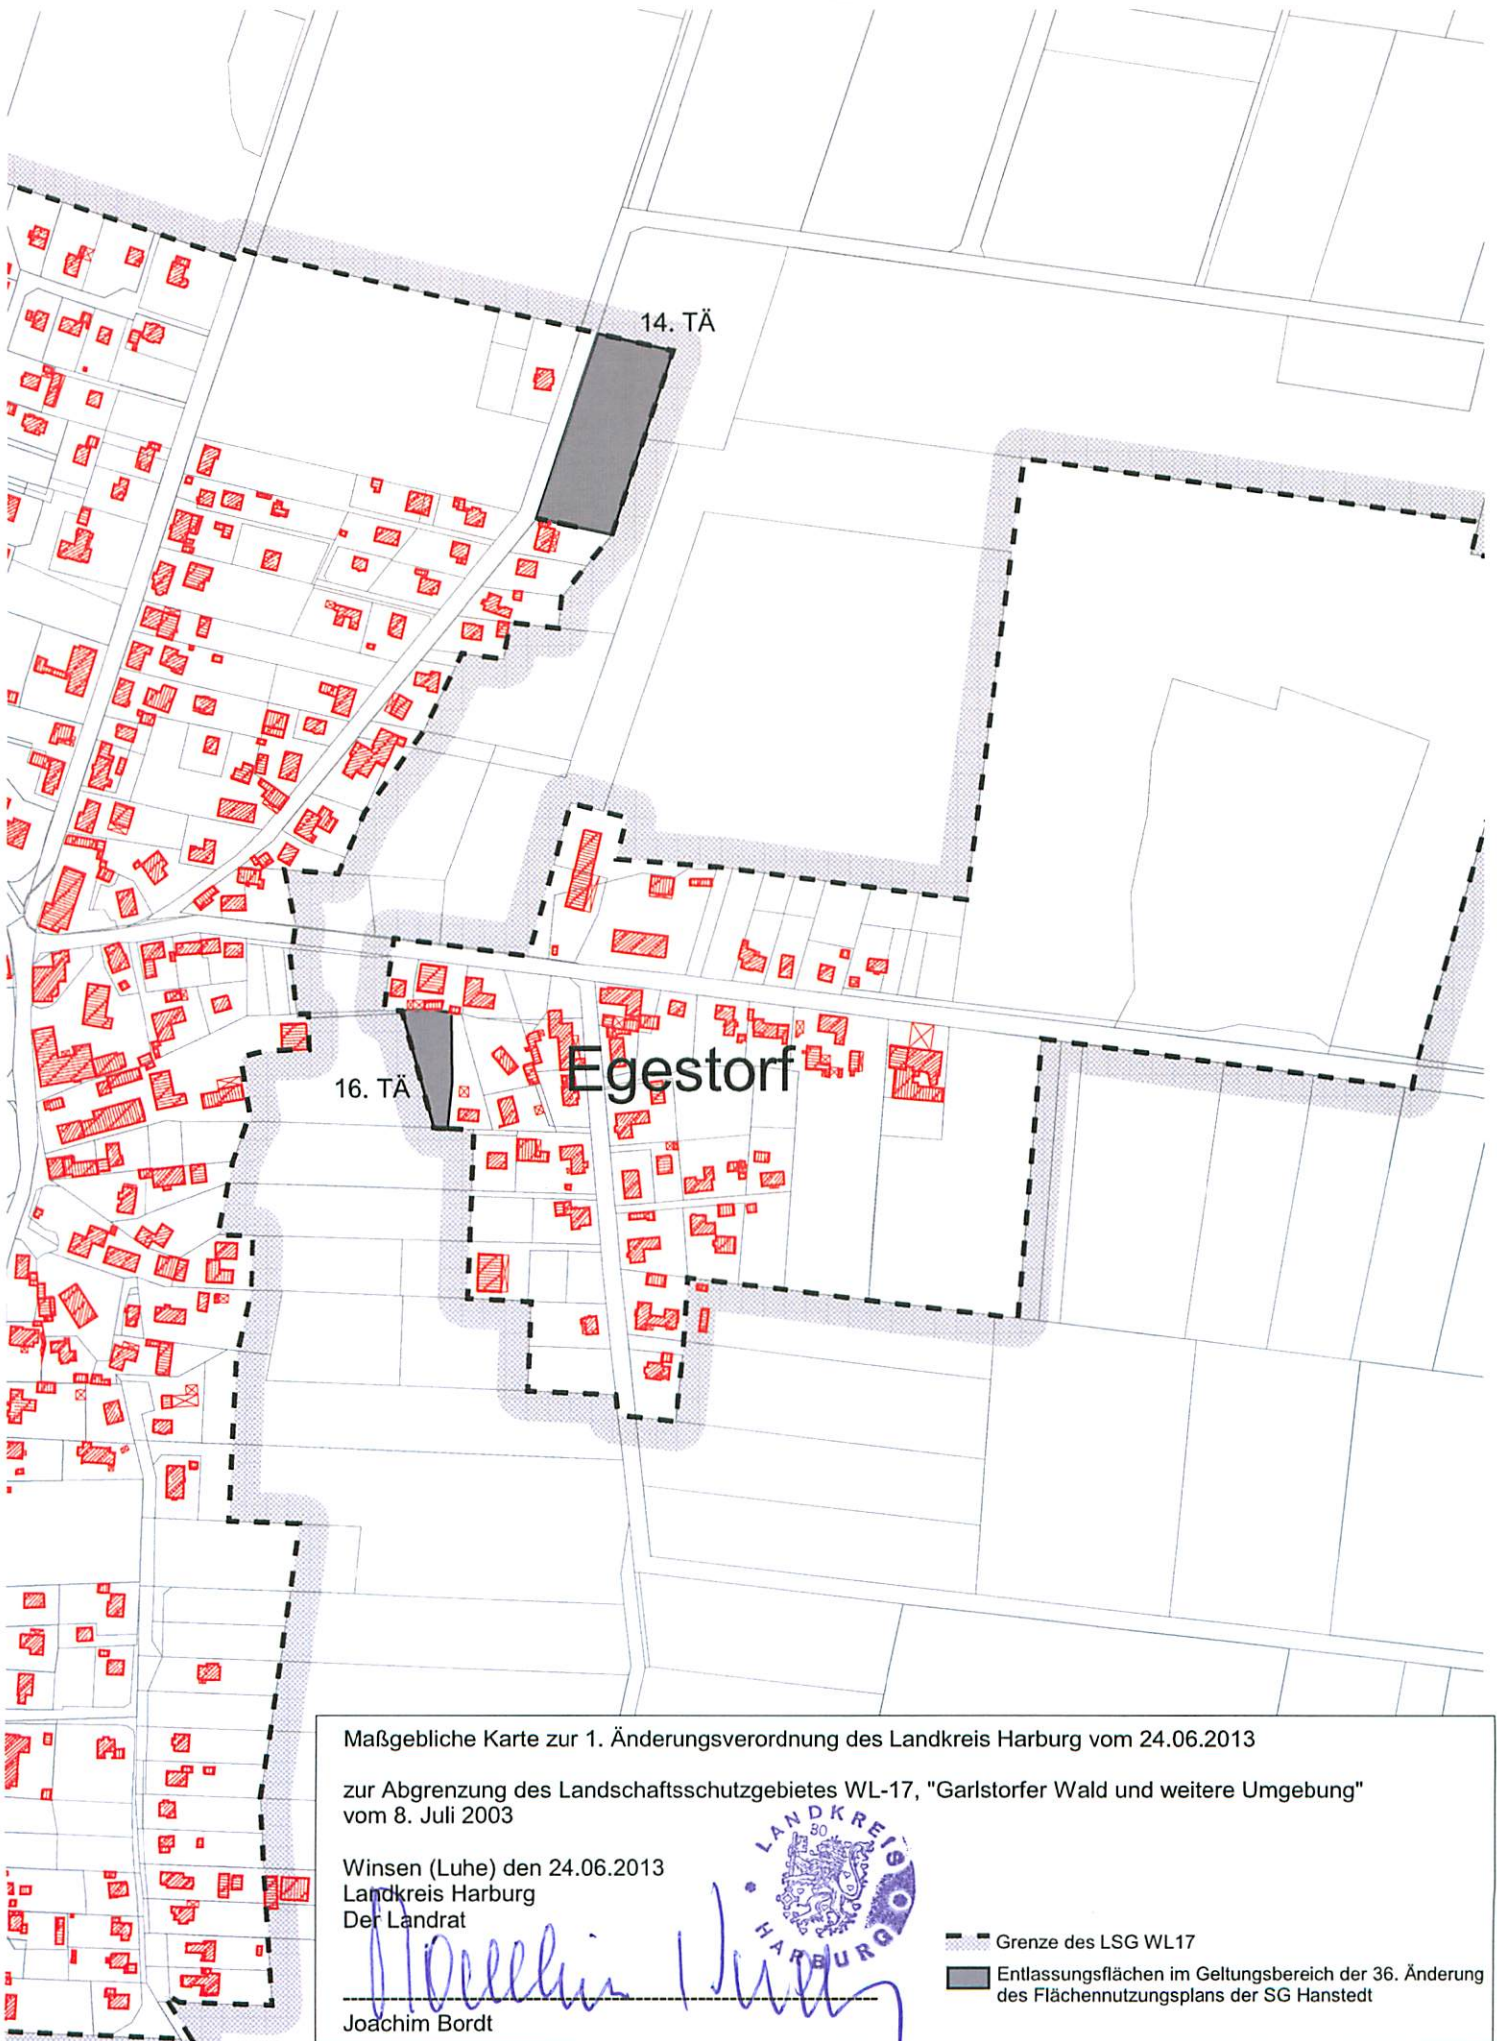 14. TÄ
Egestorf
16. TÄ
Maßgebliche Karte zur 1. Änderungsverordnung des Landkreis Harburg vom 24.06.2013
zur Abgrenzung des Landschaftsschutzgebietes WL-17, "Garlstorfer Wald und weitere Umgebung"
vom 8. Juli 2003
Winsen (Luhe) den 24.06.2013
Landkreis Harburg
Der Landrat
Joachim Bordt
LANDKREIS
30
HARBURG
Grenze des LSG WL17
Entlassungsflächen im Geltungsbereich der 36. Änderung
des Flächennutzungsplans der SG Hanstedt